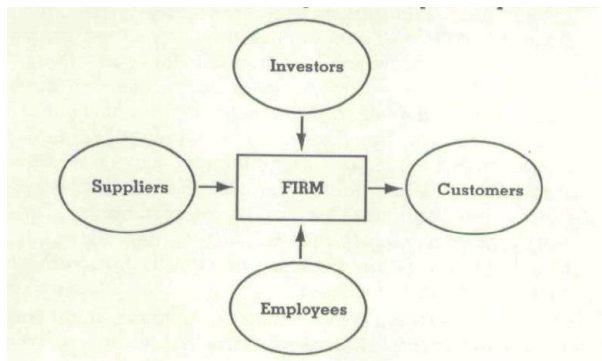 Investors
Suppliers
FIRM
Customers
Employees